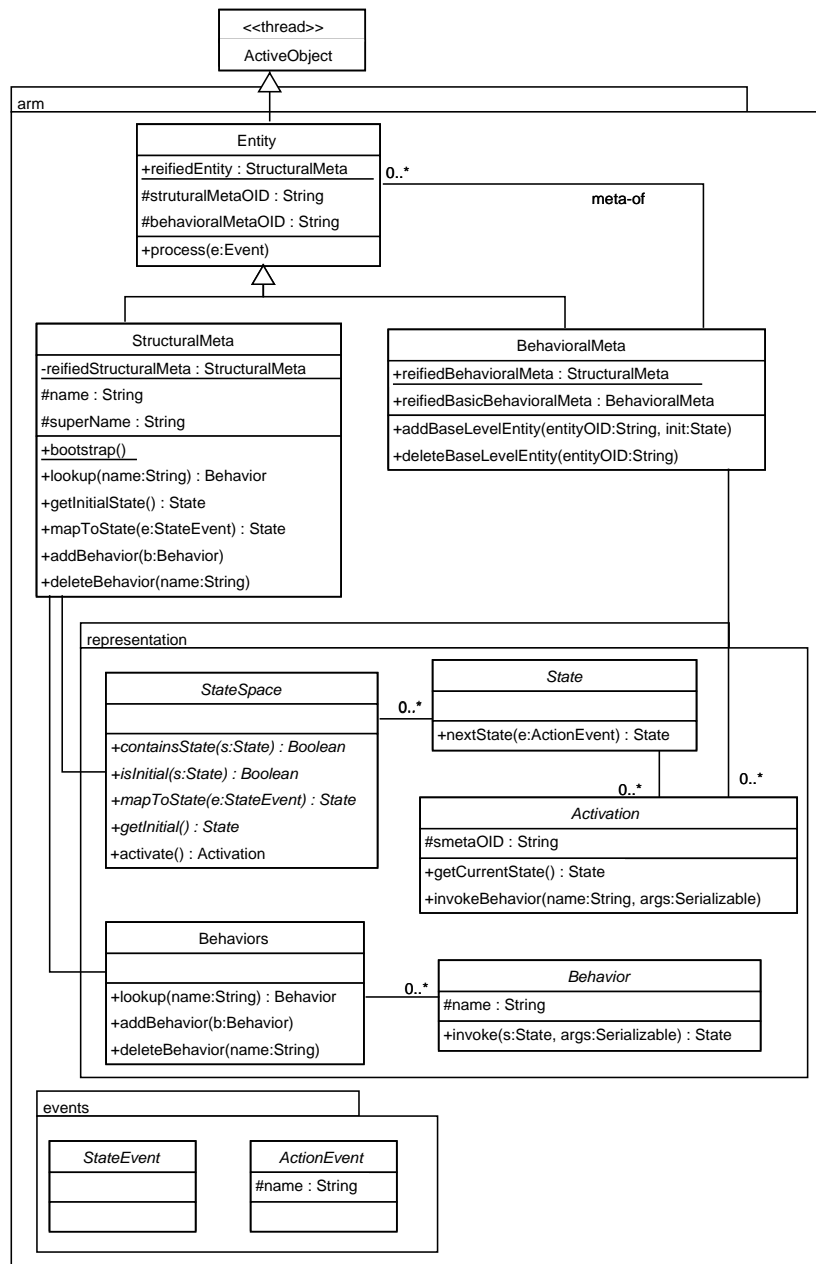 <<thread>>
ActiveObject
arm
Entity
+reifiedEntity : StructuralMeta
#struturalMetaOID : String
#behavioralMetaOID : String
+process(e:Event)
0..*
meta-of
StructuralMeta
-reifiedStructuralMeta : StructuralMeta
#name : String
#superName : String
+bootstrap()
+lookup(name:String) : Behavior
+getInitialState() : State
+mapToState(e:StateEvent) : State
+addBehavior(b:Behavior)
+deleteBehavior(name:String)
BehavioralMeta
+reifiedBehavioralMeta : StructuralMeta
+reifiedBasicBehavioralMeta : BehavioralMeta
+addBaseLevelEntity(entityOID:String, init:State)
+deleteBaseLevelEntity(entityOID:String)
representation
StateSpace
+containsState(s:State) : Boolean
+isInitial(s:State) : Boolean
+mapToState(e:StateEvent) : State
+getInitial() : State
+activate() : Activation
0..*
State
+nextState(e:ActionEvent) : State
0..*
0..*
Activation
#smetaOID : String
+getCurrentState() : State
+invokeBehavior(name:String, args:Serializable)
Behaviors
+lookup(name:String) : Behavior
+addBehavior(b:Behavior)
+deleteBehavior(name:String)
0..*
Behavior
#name : String
+invoke(s:State, args:Serializable) : State
events
StateEvent
ActionEvent
#name : String